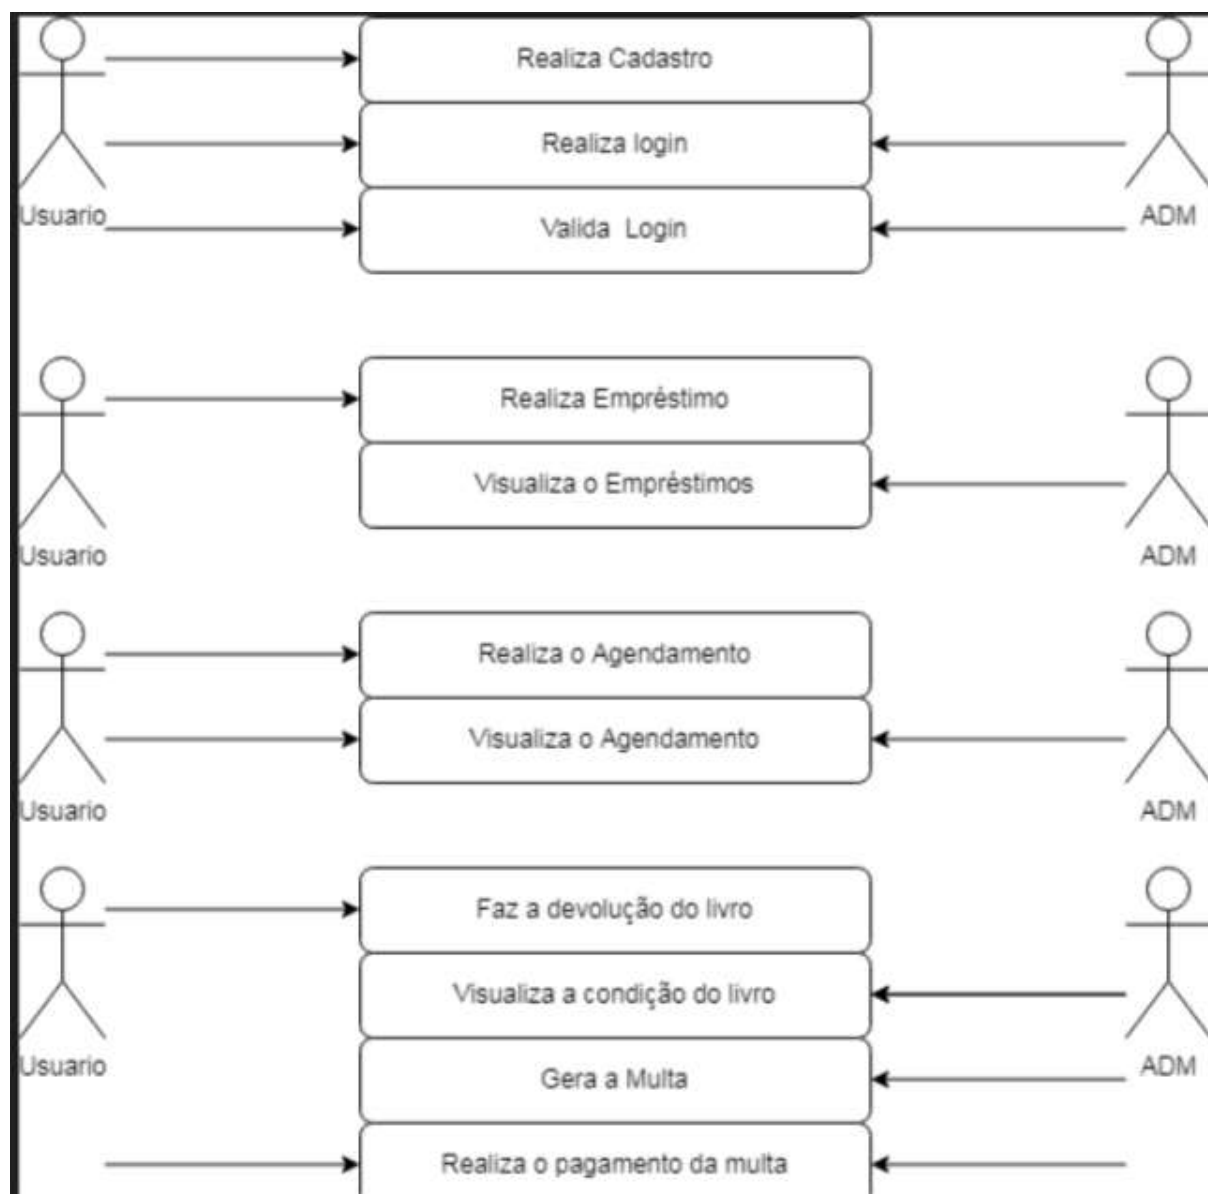 Realiza Cadastro
Realiza login
Usuario
ADM
Valida Login
Realiza Empréstimo
Visualiza o Empréstimos
Usuario
ADM
Realiza o Agendamento
Visualiza o Agendamento
Usuario
ADM
Faz a devolução do livro
Visualiza a condição do livro
Usuario
ADM
Gera a Multa
Realiza o pagamento da multa